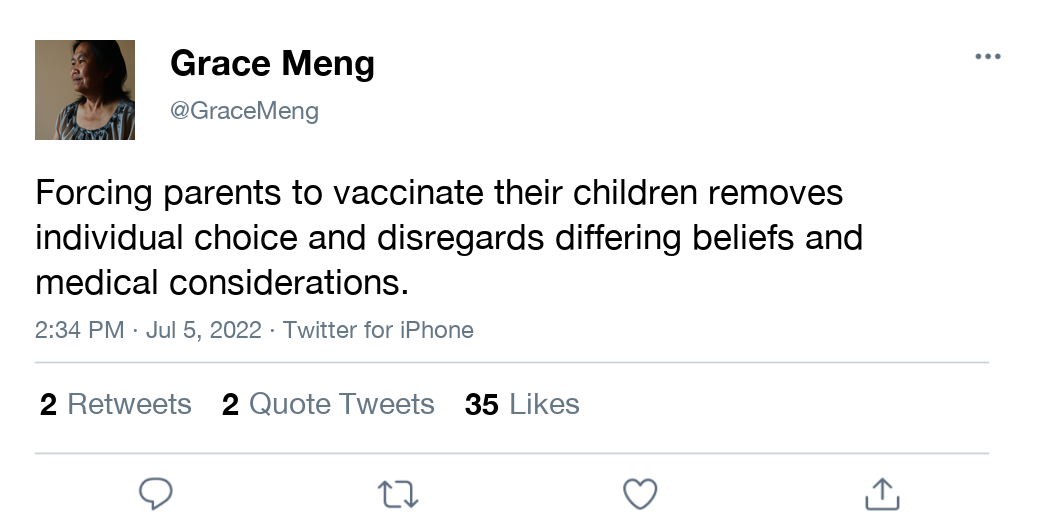 Grace Meng
@GraceMeng
Forcing parents to vaccinate their children removes
individual choice and disregards differing beliefs and
medical considerations.
2:34 PM · Jul 5, 2022 · Twitter for iPhone
2 Retweets 2 Quote Tweets 35 Likes